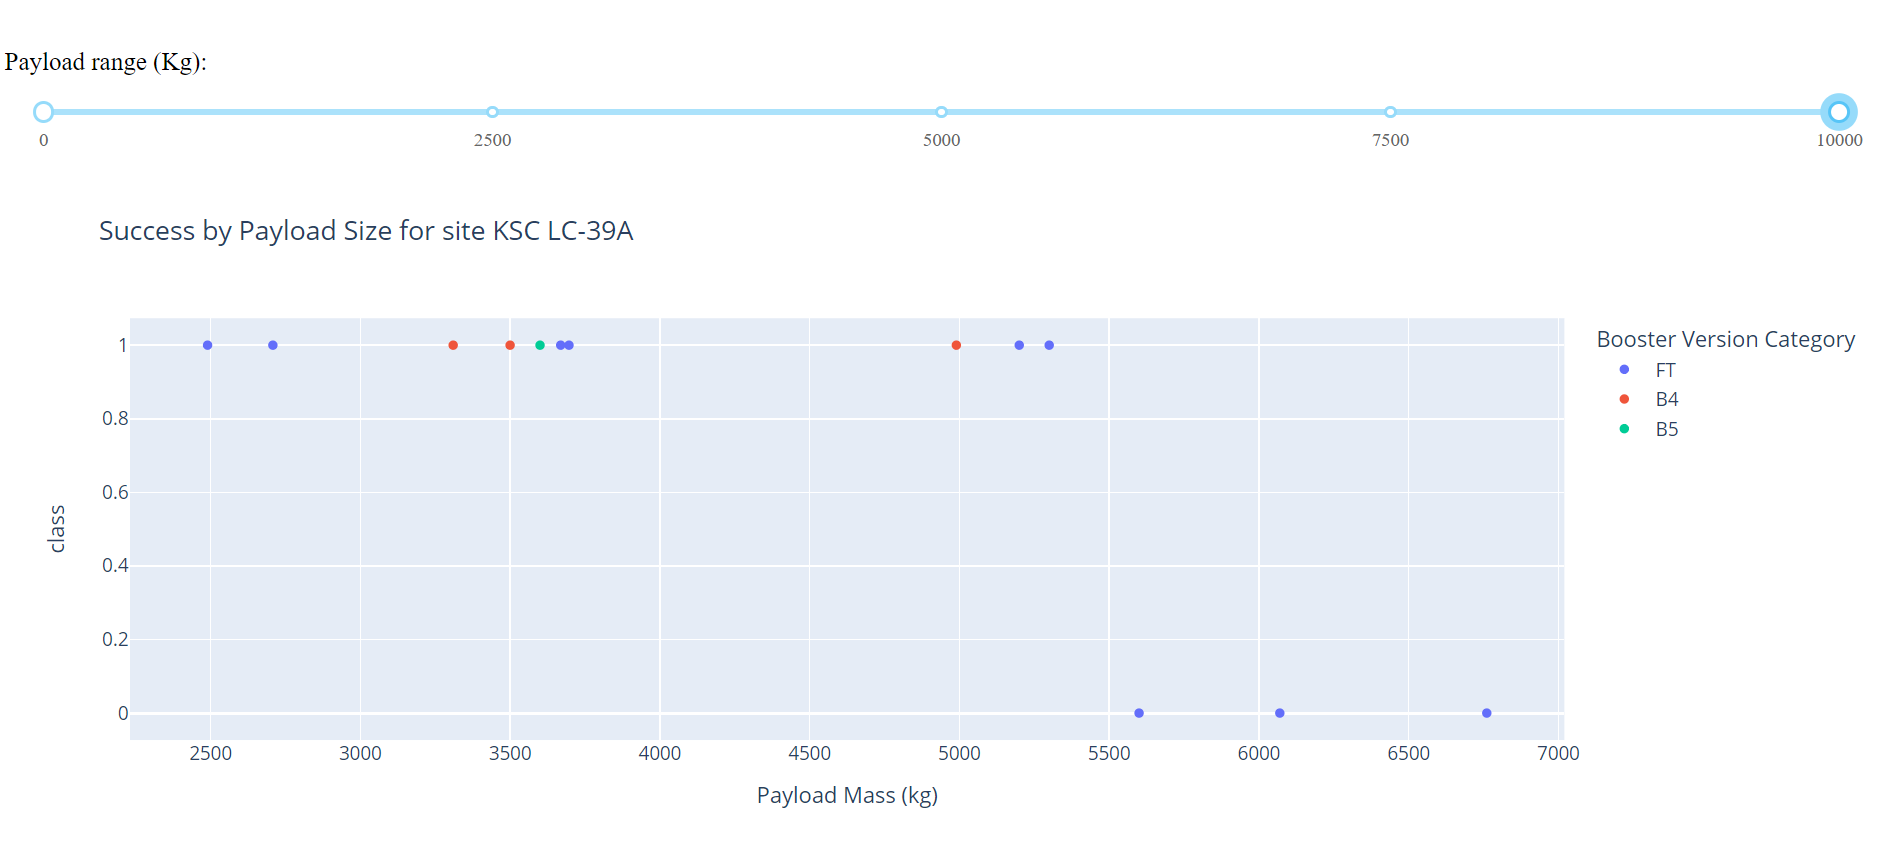 Payload range (Kg):
0 2500 5000 7500 10000
Success by Payload Size for site KSC LC-39A
Booster Version Category
FT
B4
B5
1
0.8
0.6
0.4
0.2
0
class
2500 3000 3500 4000 4500 5000 5500 6000 6500 7000
Payload Mass (kg)